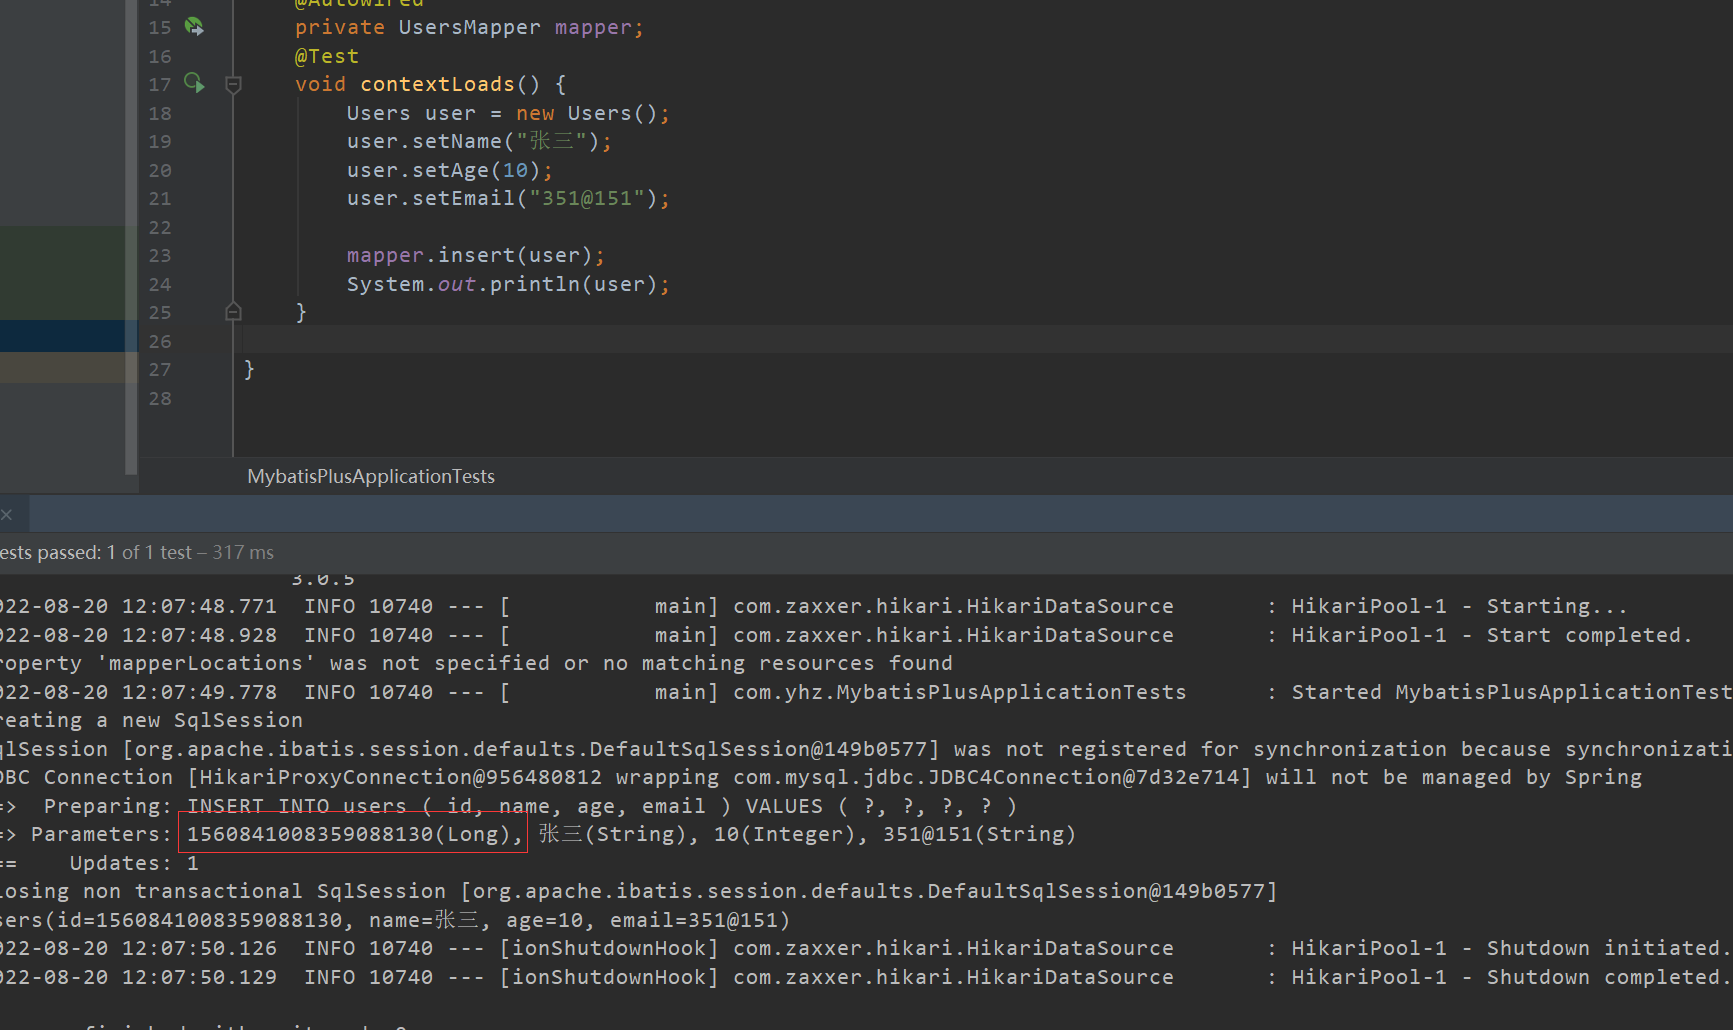 14 @Autowired
15 private UsersMapper mapper;
16 @Test
17 void contextLoads() {
18 Users user = new Users();
19 user.setName("张三");
20 user.setAge(10);
21 user.setEmail("351@151");
22
23 mapper.insert(user);
24 System.out.println(user);
25 }
26
27 }
28
MybatisPlusApplicationTests
ests passed: 1 of 1 test – 317 ms
3.0.5
022-08-20 12:07:48.771 INFO 10740 --- [ main] com.zaxxer.hikari.HikariDataSource : HikariPool-1 - Starting...
022-08-20 12:07:48.928 INFO 10740 --- [ main] com.zaxxer.hikari.HikariDataSource : HikariPool-1 - Start completed.
roperty 'mapperLocations' was not specified or no matching resources found
022-08-20 12:07:49.778 INFO 10740 --- [ main] com.yhz.MybatisPlusApplicationTests : Started MybatisPlusApplicationTest
reating a new SqlSession
qlSession [org.apache.ibatis.session.defaults.DefaultSqlSession@149b0577] was not registered for synchronization because synchronizati
DBC Connection [HikariProxyConnection@956480812 wrapping com.mysql.jdbc.JDBC4Connection@7d32e714] will not be managed by Spring
=> Preparing: INSERT INTO users ( id, name, age, email ) VALUES ( ?, ?, ?, ? )
=> Parameters: 1560841008359088130(Long), 张三(String), 10(Integer), 351@151(String)
== Updates: 1
losing non transactional SqlSession [org.apache.ibatis.session.defaults.DefaultSqlSession@149b0577]
sers(id=1560841008359088130, name=张三, age=10, email=351@151)
022-08-20 12:07:50.126 INFO 10740 --- [ionShutdownHook] com.zaxxer.hikari.HikariDataSource : HikariPool-1 - Shutdown initiated.
022-08-20 12:07:50.129 INFO 10740 --- [ionShutdownHook] com.zaxxer.hikari.HikariDataSource : HikariPool-1 - Shutdown completed.